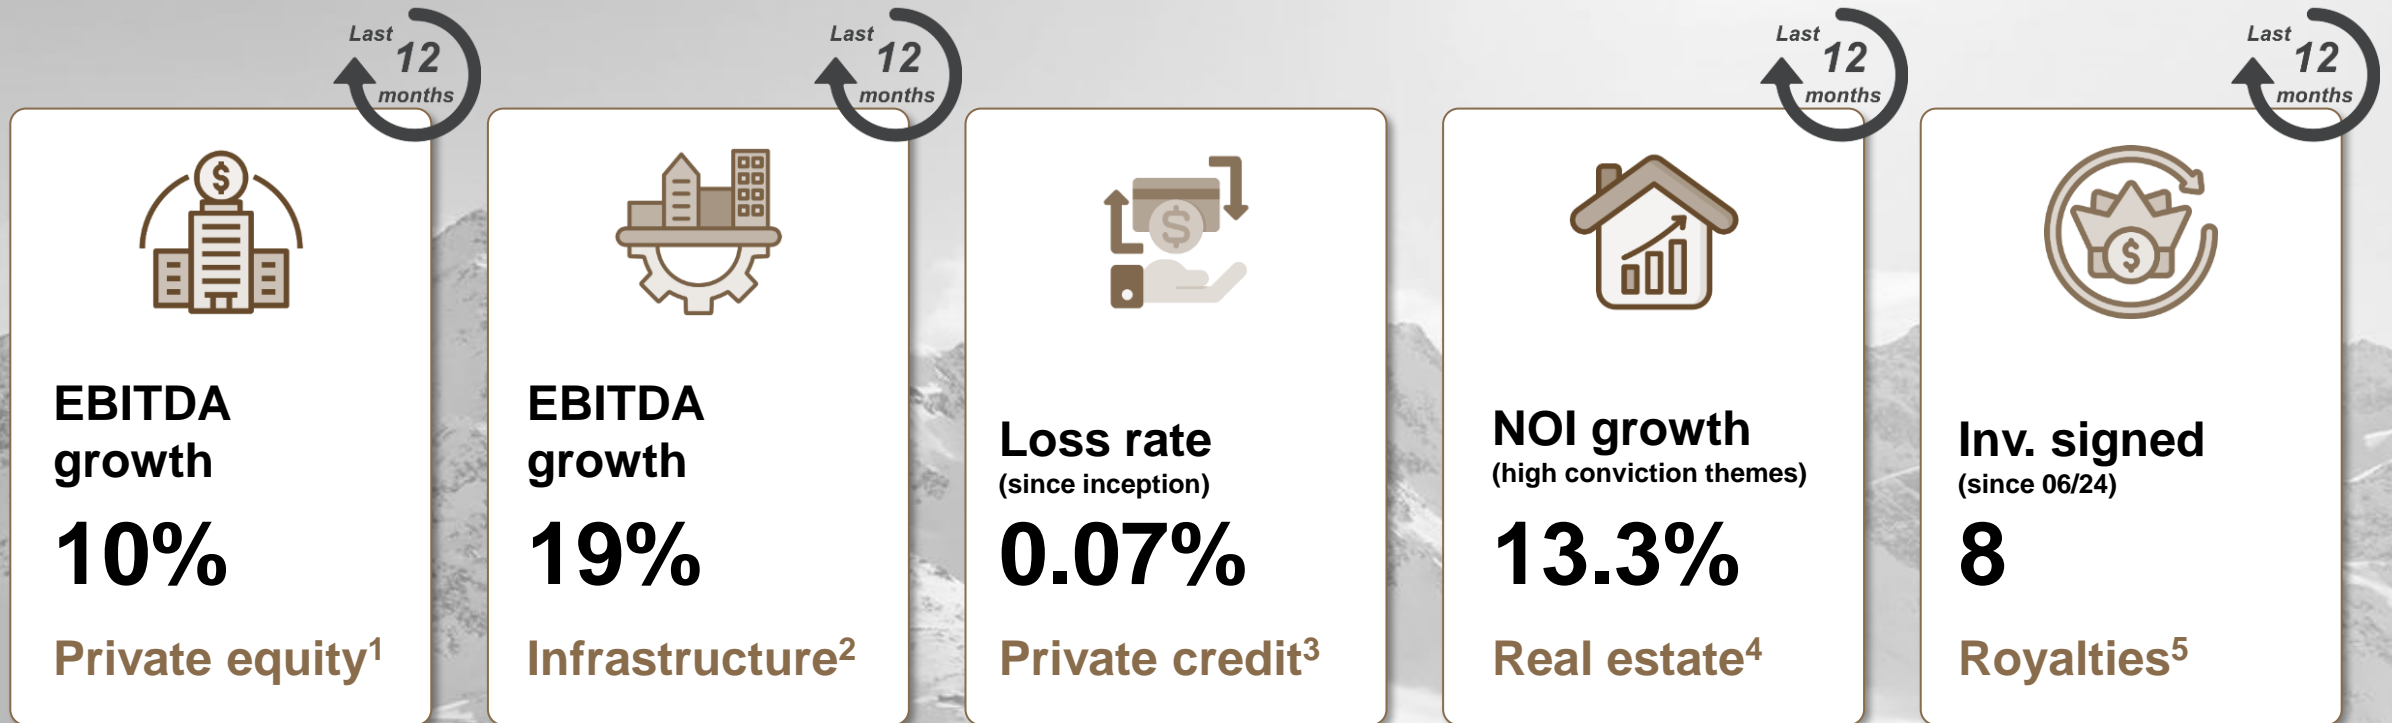 Last
12
months
EBITDA
growth
10%
Private equity1
Last
12
months
EBITDA
growth
19%
Infrastructure2
Loss rate
(since inception)
0.07%
Private credit3
Last
12
months
NOI growth
(high conviction themes)
13.3%
Real estate4
Last
12
months
Inv. signed
(since 06/24)
8
Royalties5